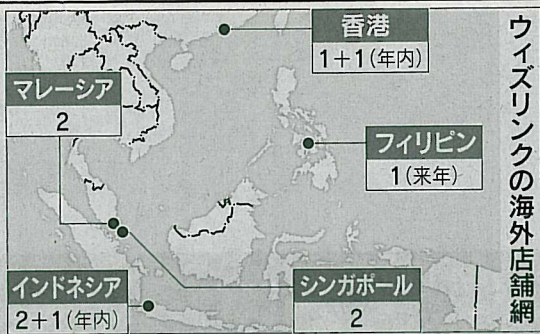 ウィズリンクの海外店舗網
香港
1+1(年内)
マレーシア
2
フィリピン
1(来年)
インドネシア
2+1(年内)
シンガポール
2